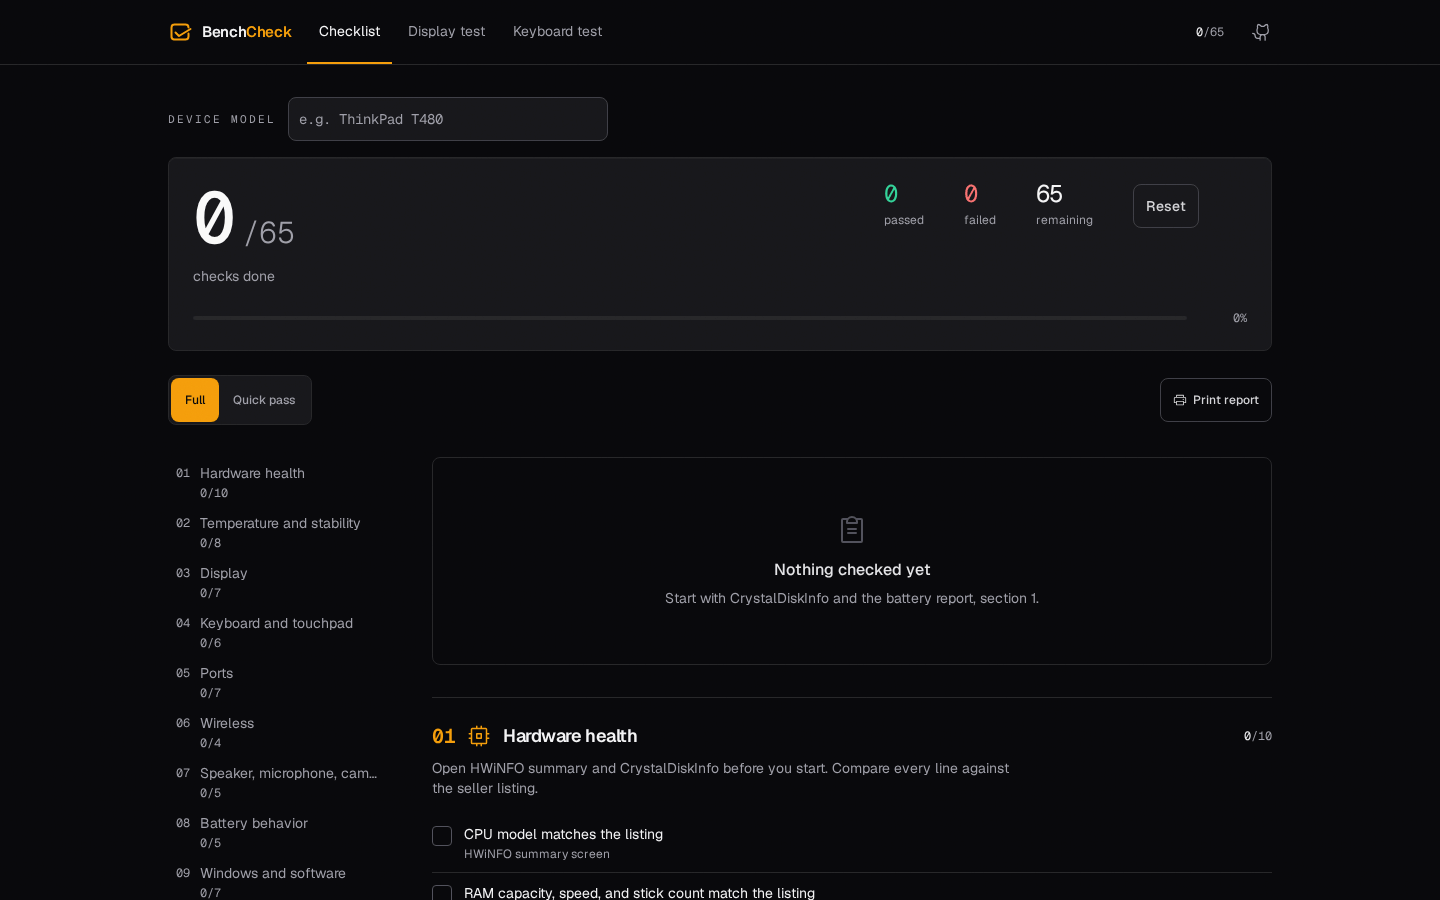 BenchCheck
Checklist
Display test
Keyboard test
0/65
DEVICE MODEL
e.g. ThinkPad T480
0 /65
checks done
0
passed
0
failed
65
remaining
Reset
0%
Full
Quick pass
Print report
01 Hardware health
0/10
02 Temperature and stability
0/8
03 Display
0/7
04 Keyboard and touchpad
0/6
05 Ports
0/7
06 Wireless
0/4
07 Speaker, microphone, cam...
0/5
08 Battery behavior
0/5
09 Windows and software
0/7
Nothing checked yet
Start with CrystalDiskInfo and the battery report, section 1.
01 Hardware health
0/10
Open HWiNFO summary and CrystalDiskInfo before you start. Compare every line against
the seller listing.
CPU model matches the listing
HWiNFO summary screen
RAM capacity, speed, and stick count match the listing